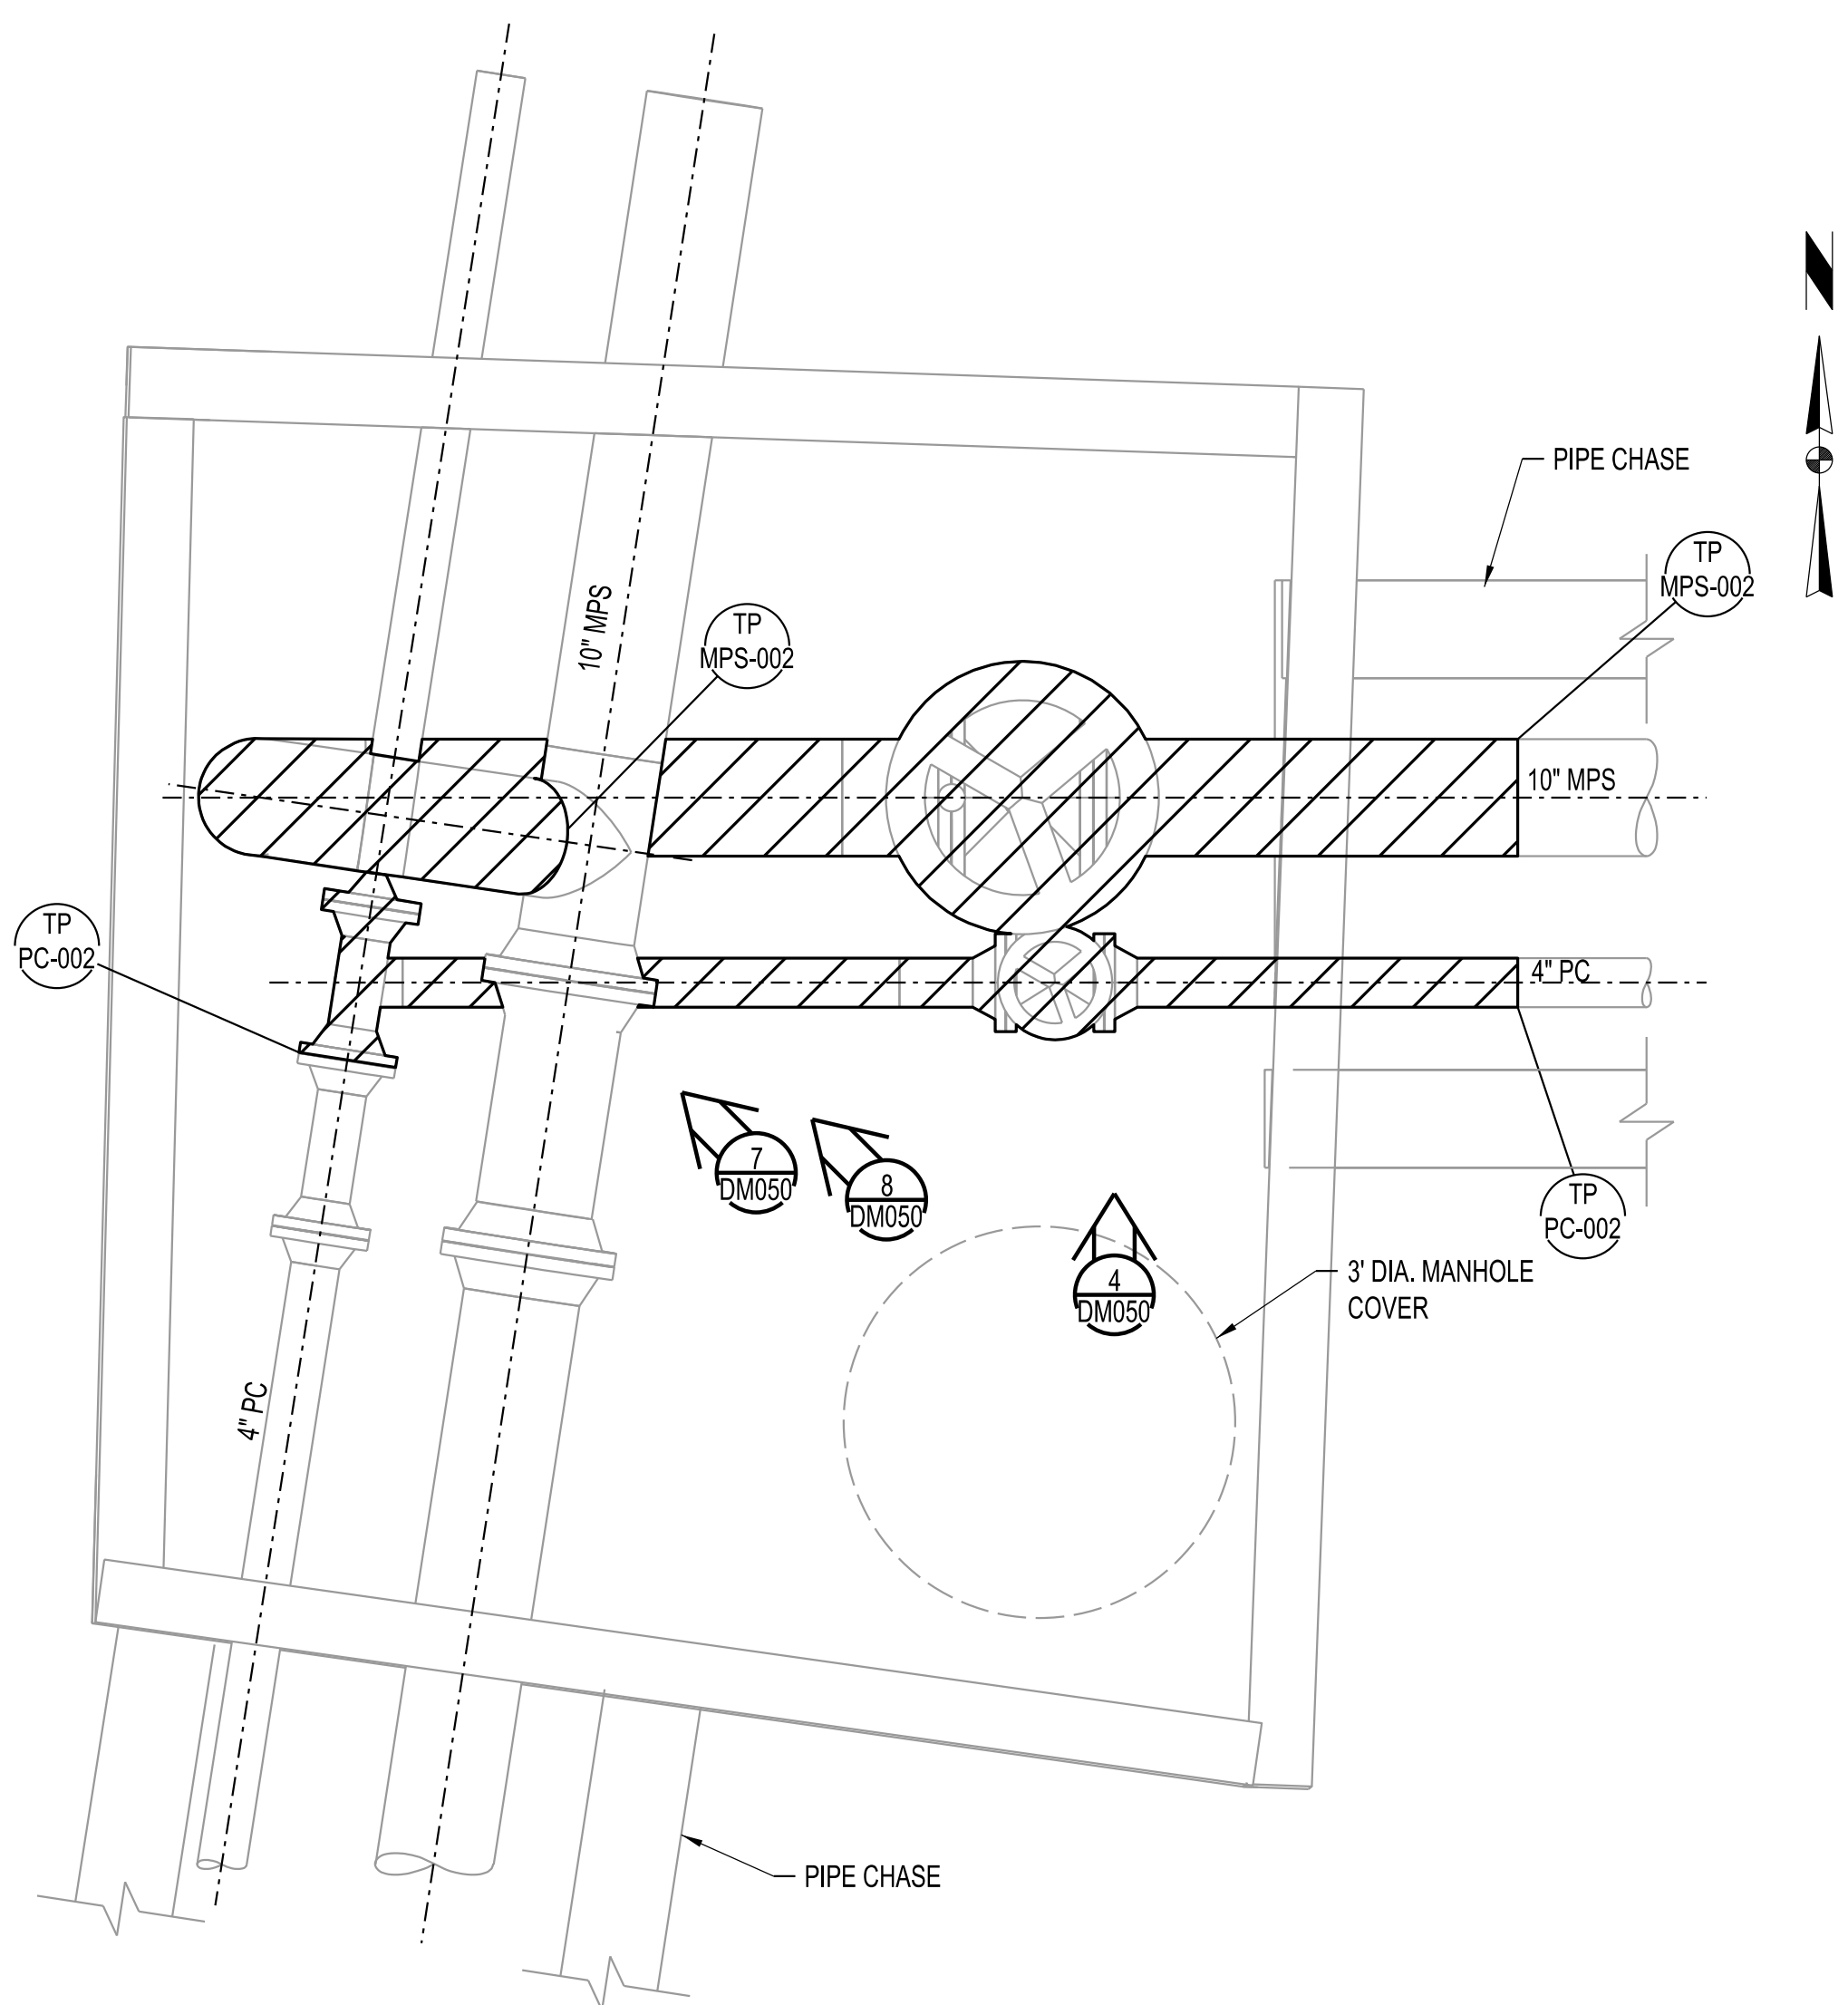 N
PIPE CHASE
TP
MPS-002
10" MPS
TP
MPS-002
10" MPS
TP
PC-002
4" PC
7
DM050
8
DM050
4
DM050
TP
PC-002
3' DIA. MANHOLE
COVER
4" PC
PIPE CHASE